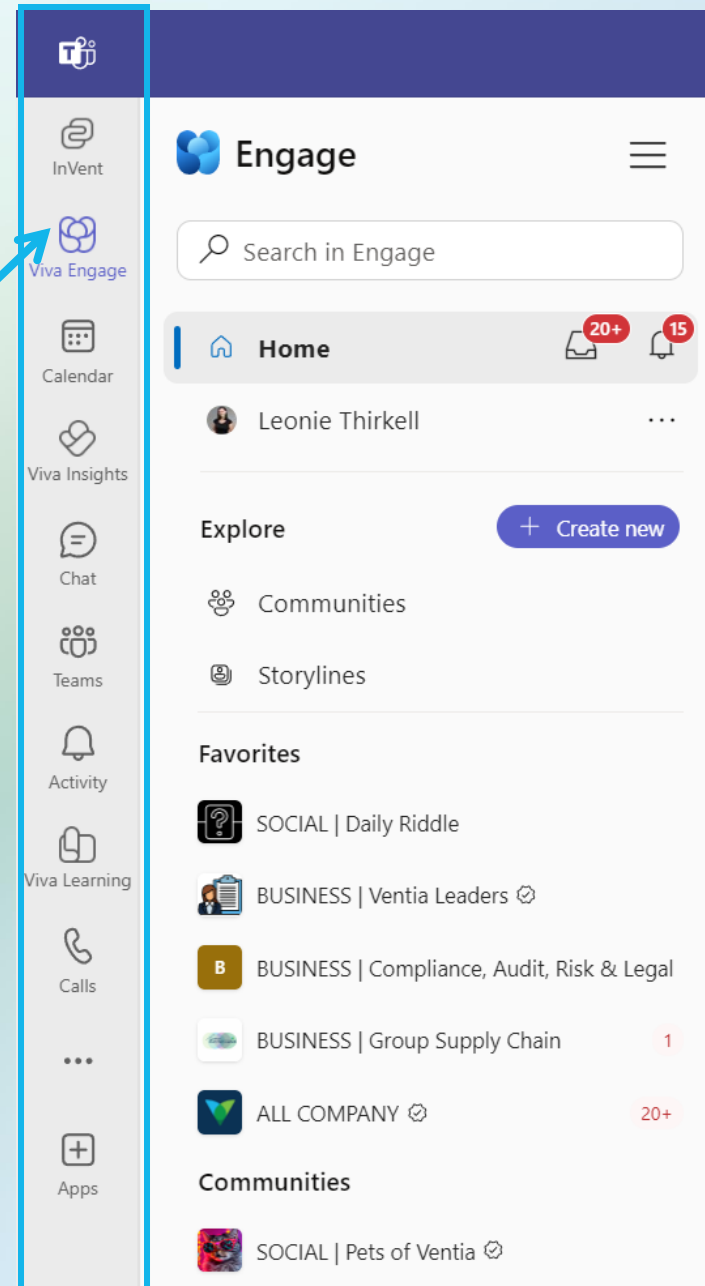 InVent
Viva Engage
Calendar
Viva Insights
Chat
Teams
Activity
Viva Learning
Calls
Apps
Engage
Search in Engage
Home
20+
15
Leonie Thirkell
Explore
+ Create new
Communities
Storylines
Favorites
SOCIAL | Daily Riddle
BUSINESS | Ventia Leaders
B
BUSINESS | Compliance, Audit, Risk & Legal
BUSINESS | Group Supply Chain
1
ALL COMPANY
20+
Communities
SOCIAL | Pets of Ventia